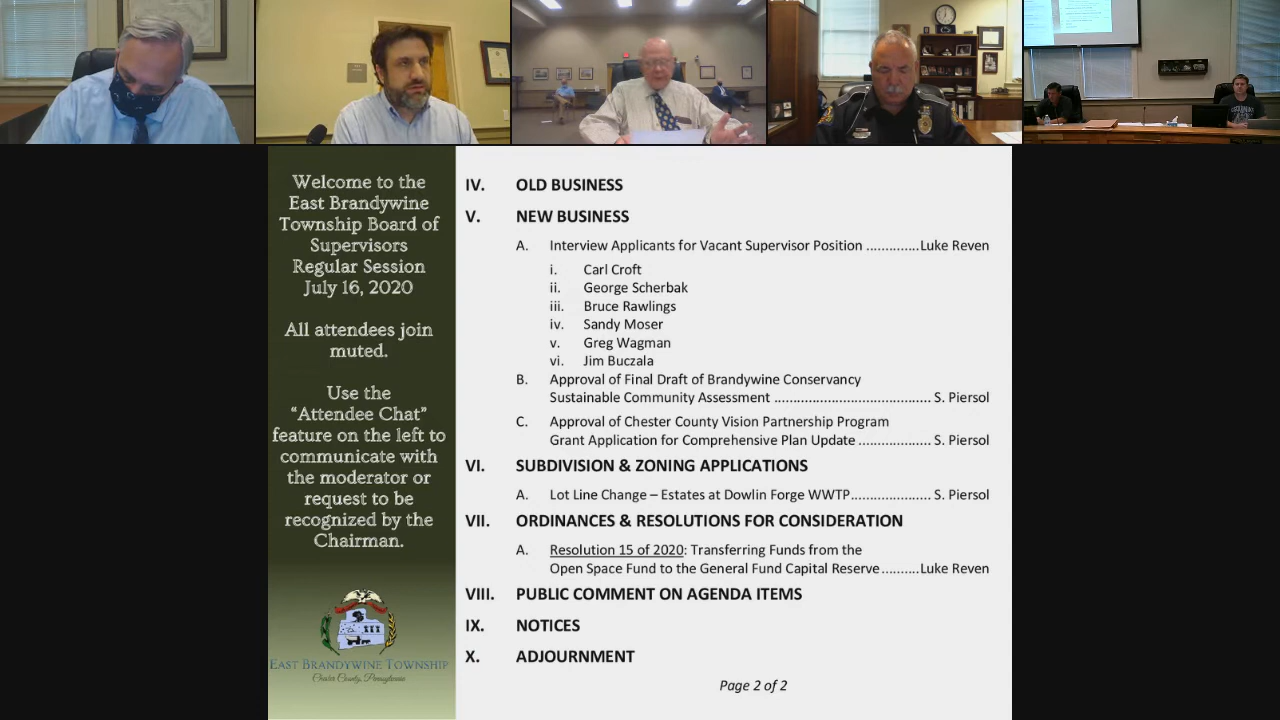 Welcome to the
East Brandywine
Township Board of
Supervisors
Regular Session
July 16, 2020
All attendees join
muted.
Use the
“Attendee Chat”
feature on the left to
communicate with
the moderator or
request to be
recognized by the
Chairman.
EAST BRANDYWINE TOWNSHIP
Chester County, Pennsylvania
IV. OLD BUSINESS
V. NEW BUSINESS
A. Interview Applicants for Vacant Supervisor Position .............Luke Reven
i. Carl Croft
ii. George Scherbak
iii. Bruce Rawlings
iv. Sandy Moser
v. Greg Wagman
vi. Jim Buczala
B. Approval of Final Draft of Brandywine Conservancy
Sustainable Community Assessment ...................................... S. Piersol
C. Approval of Chester County Vision Partnership Program
Grant Application for Comprehensive Plan Update .................. S. Piersol
VI. SUBDIVISION & ZONING APPLICATIONS
A. Lot Line Change – Estates at Dowlin Forge WWTP..................... S. Piersol
VII. ORDINANCES & RESOLUTIONS FOR CONSIDERATION
A. Resolution 15 of 2020: Transferring Funds from the
Open Space Fund to the General Fund Capital Reserve.........Luke Reven
VIII. PUBLIC COMMENT ON AGENDA ITEMS
IX. NOTICES
X. ADJOURNMENT
Page 2 of 2